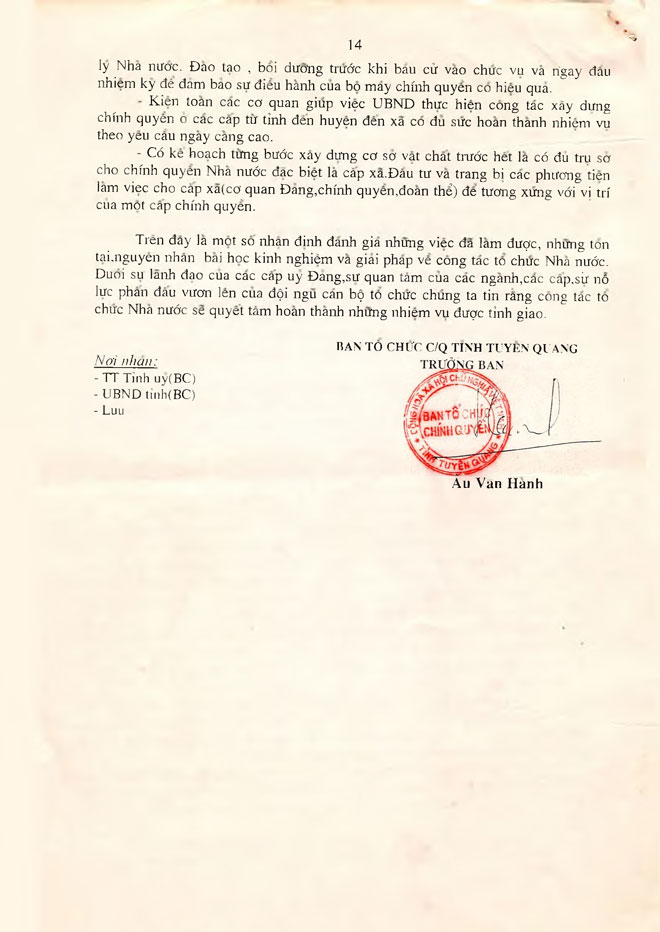 14
lý Nhà nước. Đào tạo , bồi dưỡng trước khi bầu cử vào chức vụ và ngay đầu
nhiệm kỳ để đảm bảo sự điều hành của bộ máy chính quyền có hiệu quả.
- Kiện toàn các cơ quan giúp việc UBND thực hiện công tác xây dựng
chính quyền ở các cấp từ tỉnh đến huyện đến xã có đủ sức hoàn thành nhiệm vụ
theo yêu cầu ngày càng cao.
- Có kế hoạch từng bước xây dựng cơ sở vật chất trước hết là có đủ trụ sở
cho chính quyền Nhà nước đặc biệt là cấp xã.Đầu tư và trang bị các phương tiện
làm việc cho cấp xã(cơ quan Đảng,chính quyền,đoàn thể) để tương xứng với vị trí
của một cấp chính quyền.
Trên đây là một số nhận định đánh giá những việc đã làm được, những tồn
tại,nguyên nhân bài học kinh nghiệm và giải pháp về công tác tổ chức Nhà nước.
Dưới sự lãnh đạo của các cấp uỷ Đảng,sự quan tâm của các ngành,các cấp,sự nỗ
lực phấn đấu vươn lên của đội ngũ cán bộ tổ chức chúng ta tin rằng công tác tổ
chức Nhà nước sẽ quyết tâm hoàn thành những nhiệm vụ được tỉnh giao.
BAN TỔ CHỨC C/Q TỈNH TUYÊN QUANG
TRƯỞNG BAN
Nơi nhận:
- TT Tỉnh uỷ(BC)
- UBND tỉnh(BC)
- Lưu
CỘNG HOÀ XÃ HỘI CHỦ NGHĨA VIỆT NAM
BAN TỔ CHỨC
CHÍNH QUYỀN
TỈNH TUYÊN QUANG
Âu Văn Hành